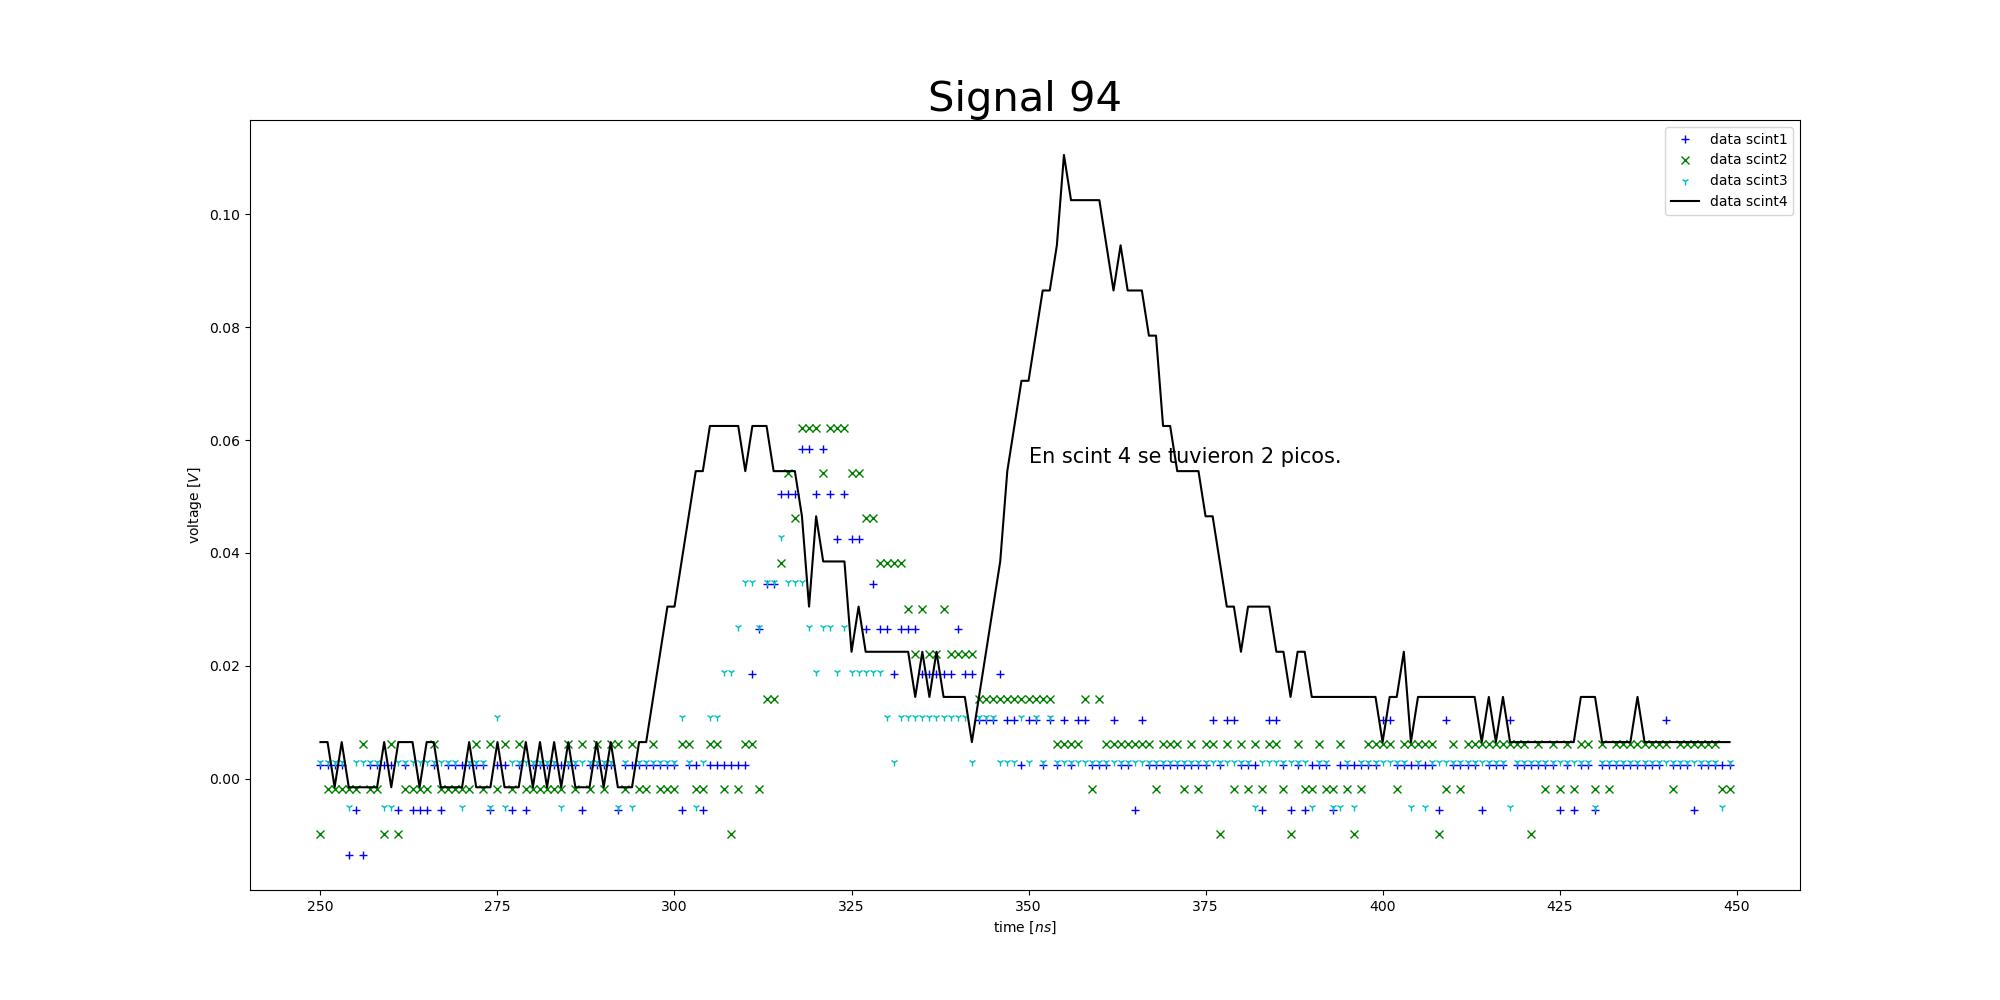 Signal 94
data scint1
data scint2
data scint3
data scint4
0.10
0.08
0.06
0.04
0.02
0.00
voltage [V]
En scint 4 se tuvieron 2 picos.
250 275 300 325 350 375 400 425 450
time [ns]